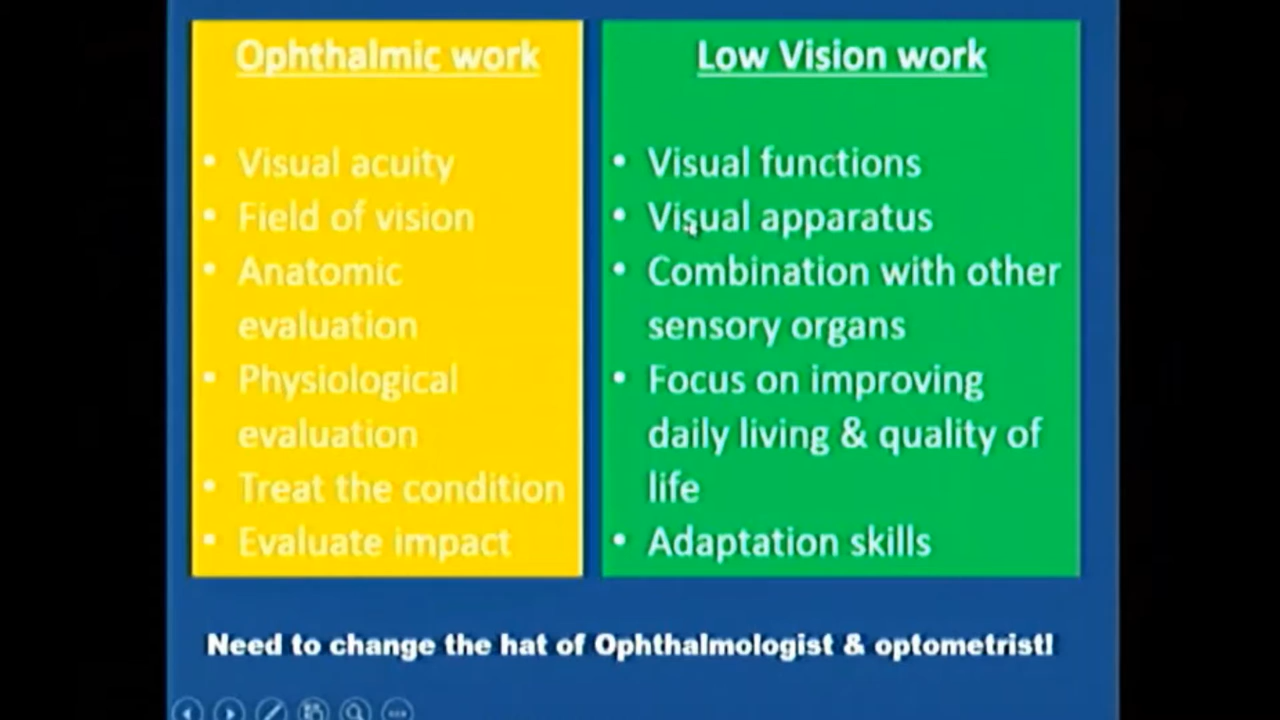 Ophthalmic work
• Visual acuity
• Field of vision
• Anatomic
evaluation
• Physiological
evaluation
• Treat the condition
• Evaluate impact
Low Vision work
• Visual functions
• Visual apparatus
• Combination with other
sensory organs
• Focus on improving
daily living & quality of
life
• Adaptation skills
Need to change the hat of Ophthalmologist & optometrist!